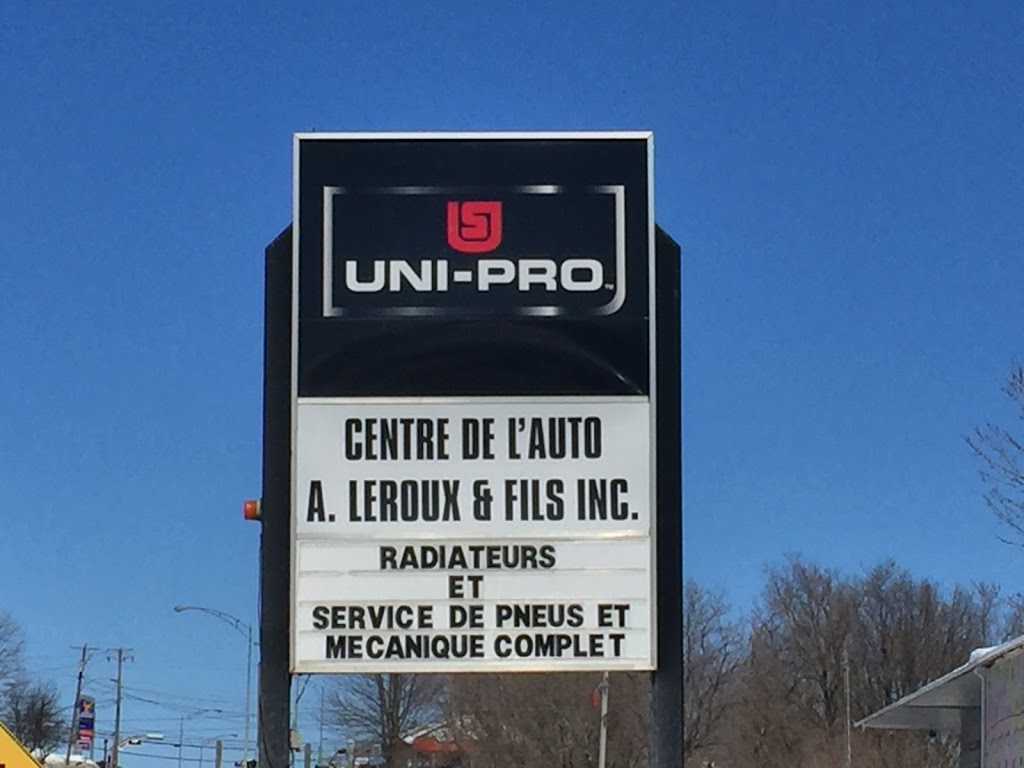 UNI-PRO
CENTRE DE L'AUTO
A. LEROUX & FILS INC.
RADIATEURS
ET
SERVICE DE PNEUS ET
MECANIQUE COMPLET